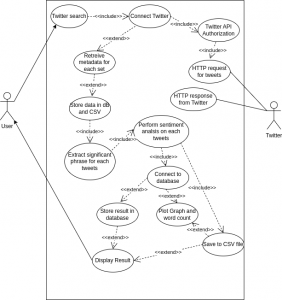 Twitter search
<<include>>
Connect Twitter
<<include>>
Twitter API
Authorization
<<extend>>
<<include>>
Retreive
metadata for
each set
HTTP request
for tweets
<<extend>>
HTTP response
from Twitter
Store data in dB
and CSV
User
Twitter
<<include>>
Perform sentiment
analsis on each
tweets
<<include>>
Extract significant
phrase for each
tweets
<<include>>
Connect to
database
<<extend>>
<<extend>>
<<include>>
Store result in
database
Plot Graph and
word count
<<extend>>
<<extend>>
Save to CSV file
Display Result
<<extend>>